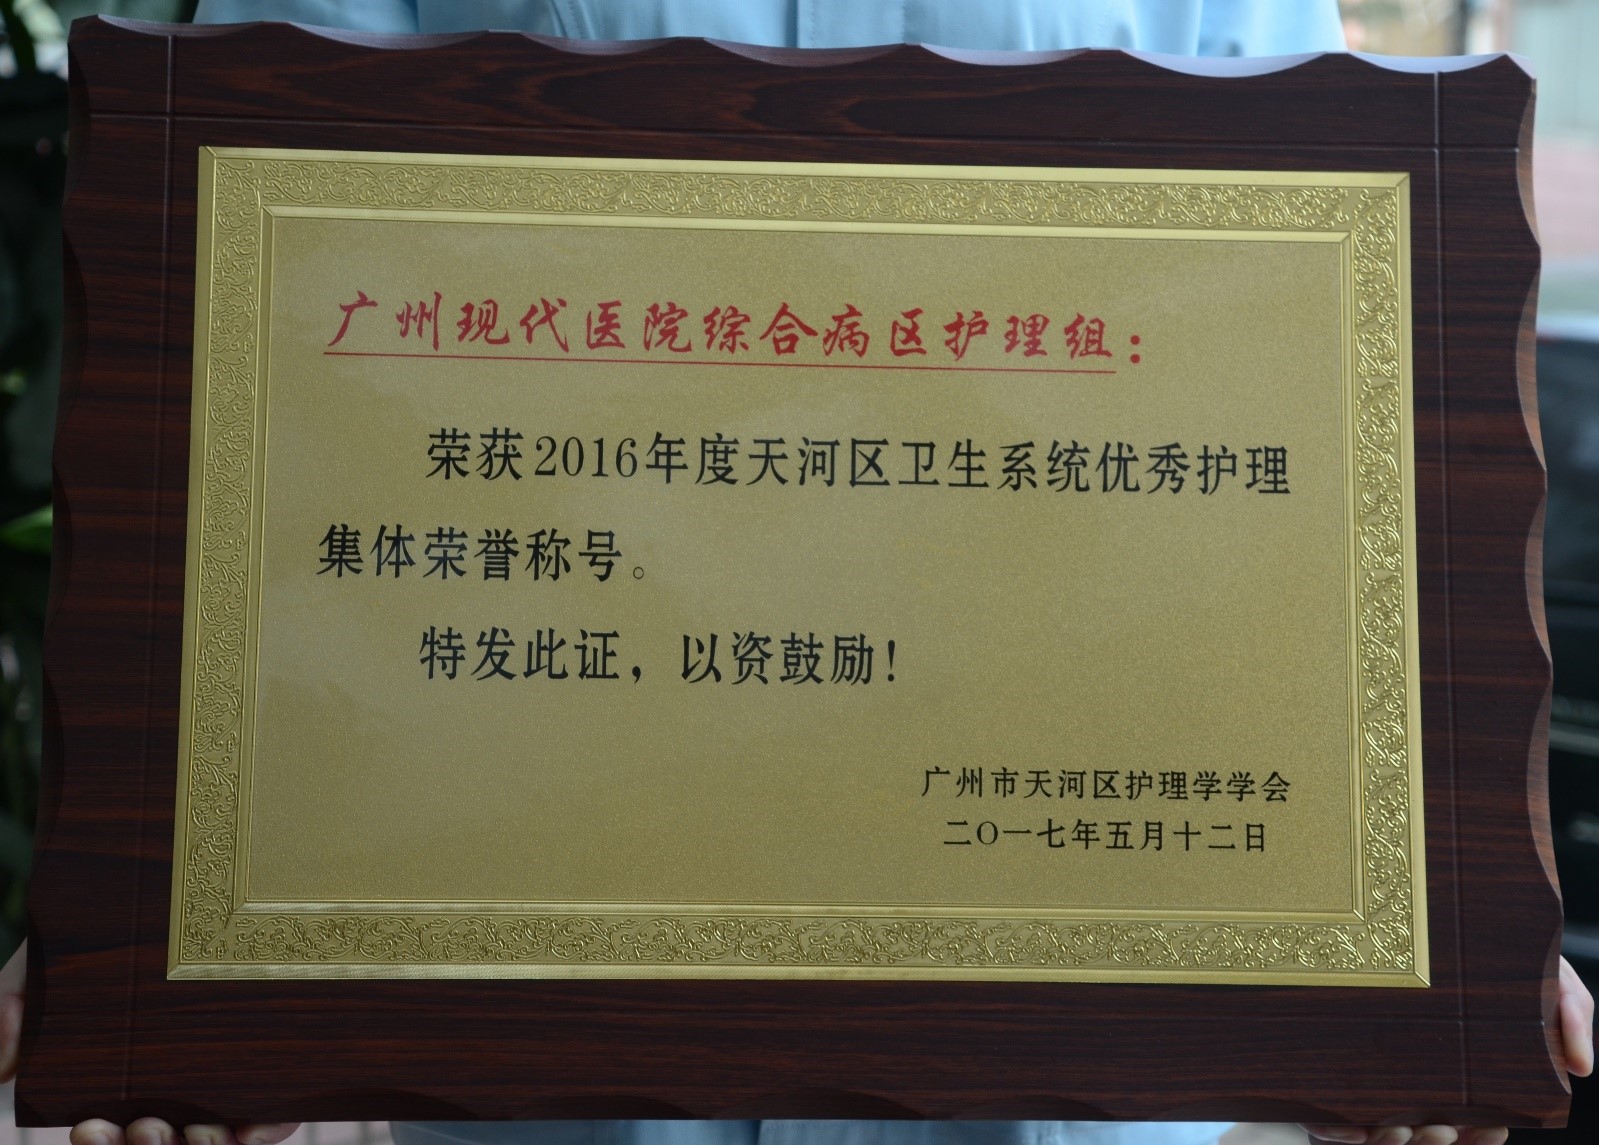 广州现代医院综合病区护理组：
荣获2016年度天河区卫生系统优秀护理
集体荣誉称号。
特发此证，以资鼓励！
广州市天河区护理学学会
二〇一七年五月十二日